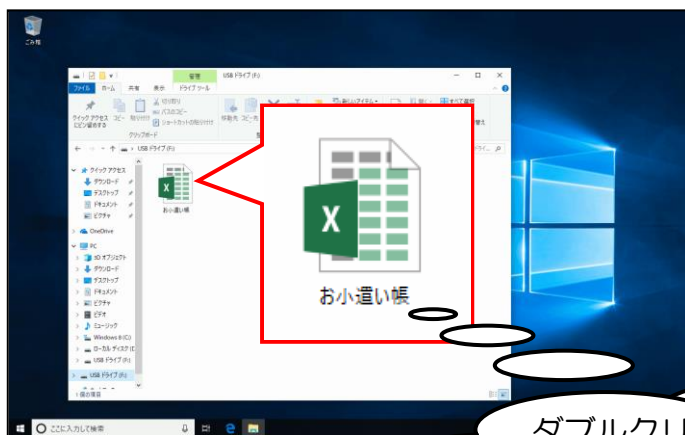 ごみ箱
管理
USB ドライブ (F:)
ファイル ホーム 共有 表示 ドライブ ツール
クイック アクセス
にピン留めする
コピー 貼り付け
切り取り
パスのコピー
ショートカットの貼り付け
移動先 コピー先
クリップボード
新しいアイテム
開く
すべて選択
USB ドライブ (F:)
クイック アクセス
ダウンロード
デスクトップ
ドキュメント
ピクチャ
OneDrive
PC
3D オブジェクト
ダウンロード
デスクトップ
ドキュメント
ピクチャ
ビデオ
ミュージック
Windows 8 (C:)
ローカル ディスク (E
USB ドライブ (F:)
USB ドライブ (F:)
お小遣い帳
X
お小遣い帳
ダブルクリ
1 個の項目
ここに入力して検索